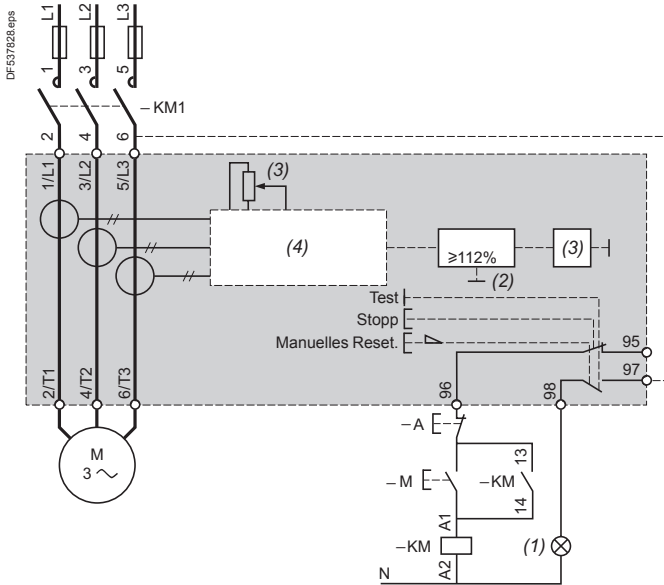 DF537828.eps
L1 L2 L3
1 3 5
–KM1
2 4 6
1/L1 3/L2 5/L3
(3)
(4)
≥112%
(3)
(2)
Test
Stopp
Manuelles Reset.
95
97
2/T1 4/T2 6/T3
96
98
–A
M
3
13
–M
–KM
14
A1
–KM
(1)
A2
N